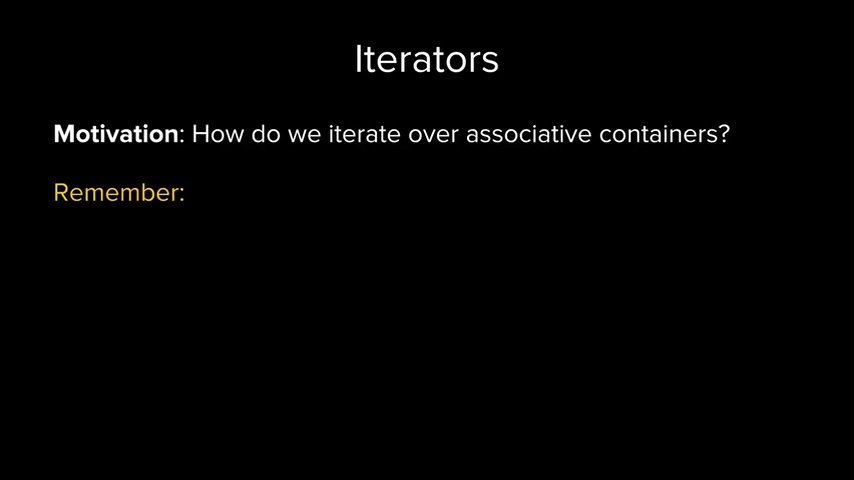 Iterators
Motivation: How do we iterate over associative containers?
Remember: